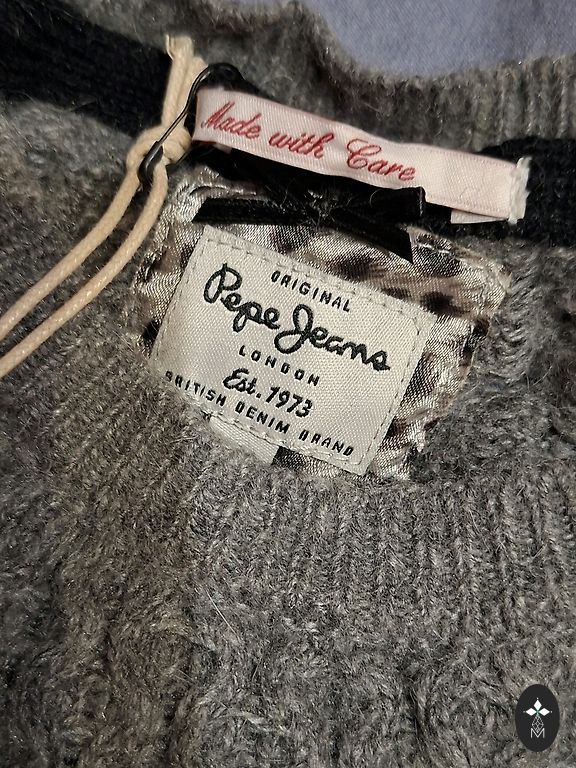 Made with Care
ORIGINAL
Pepe Jeans
LONDON
Est. 1973
BRITISH DENIM BRAND
M